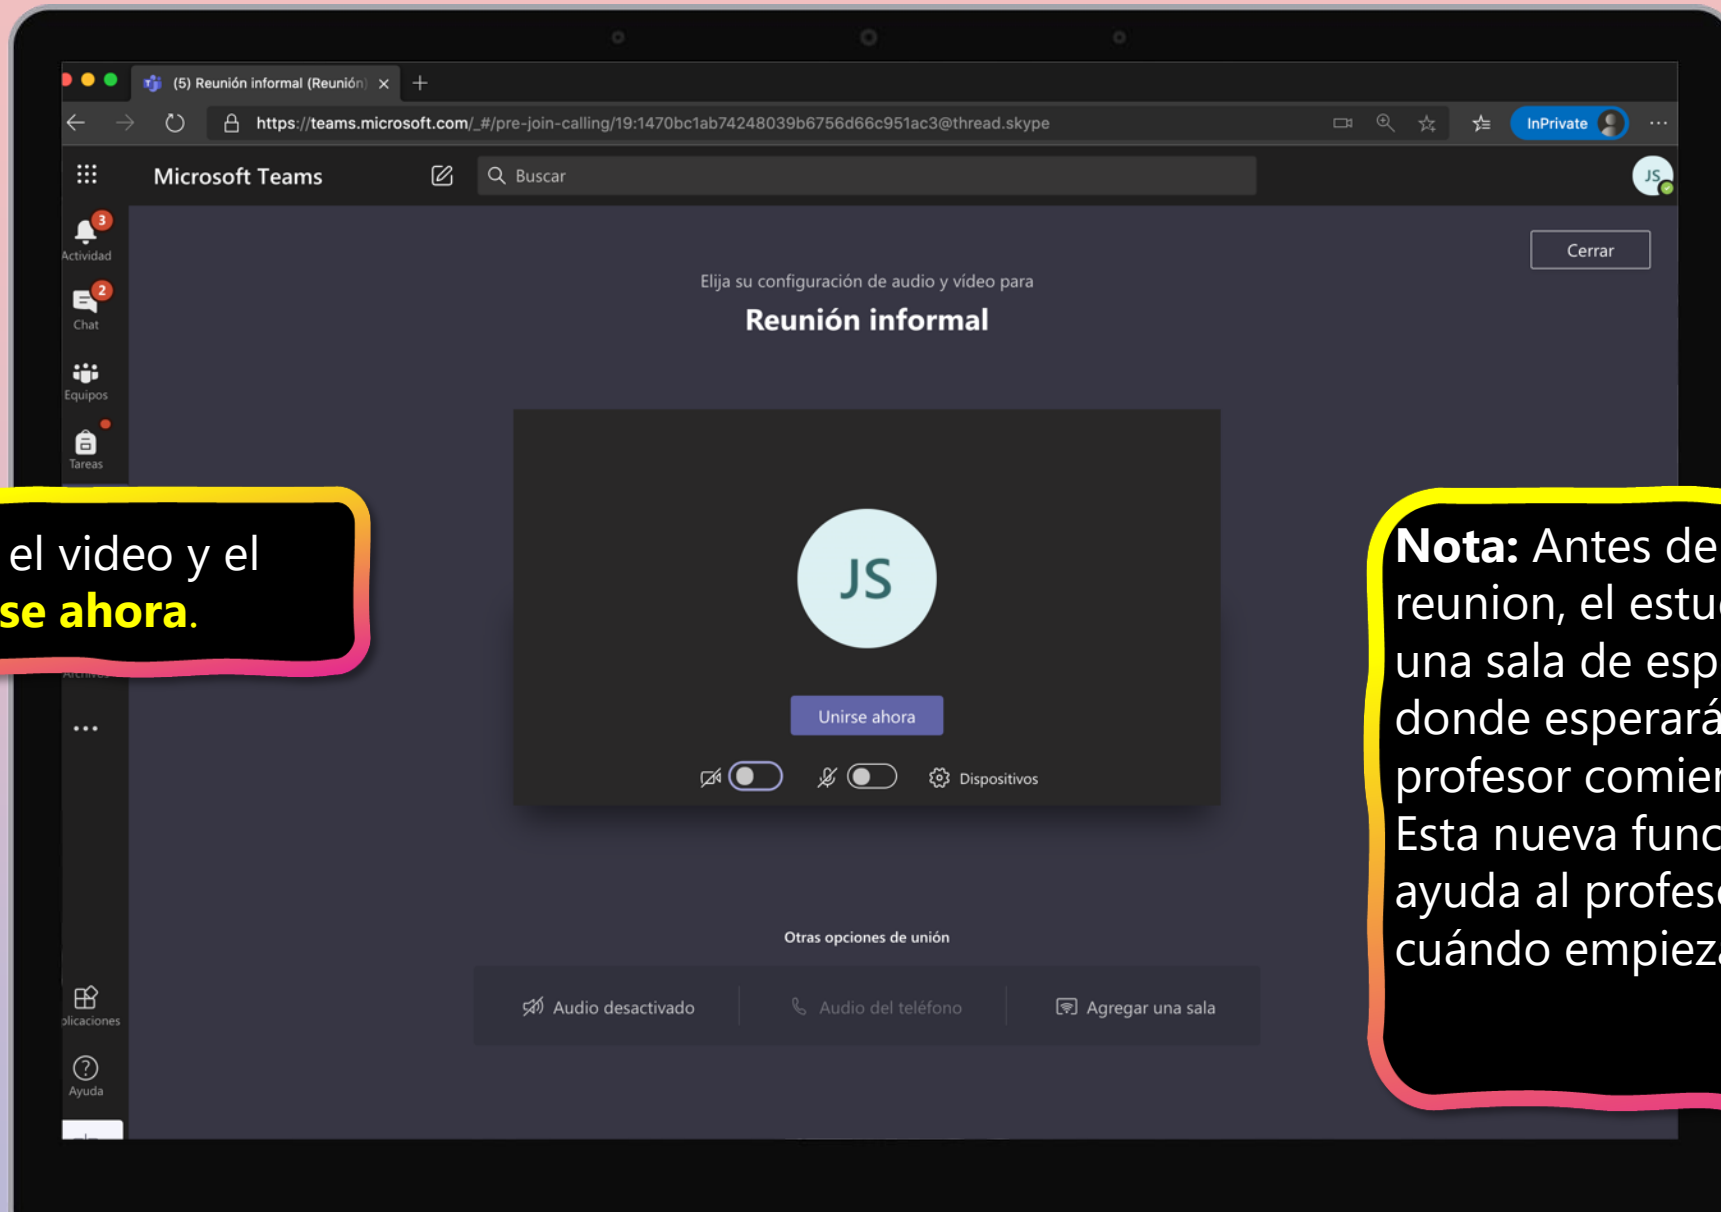 (5) Reunión informal (Reunión)
https://teams.microsoft.com/_#/pre-join-calling/19:1470bc1ab74248039b6756d66c951ac3@thread.skype
InPrivate
Microsoft Teams
Buscar
JS
3
Actividad
2
Chat
Equipos
Tareas
Archivos
plicaciones
Ayuda
Cerrar
Elija su configuración de audio y vídeo para
Reunión informal
JS
Unirse ahora
Dispositivos
Otras opciones de unión
Audio desactivado
Audio del teléfono
Agregar una sala
el video y el
se ahora.
Nota: Antes de
reunion, el estu
una sala de esp
donde esperará
profesor comier
Esta nueva func
ayuda al profes
cuándo empieza